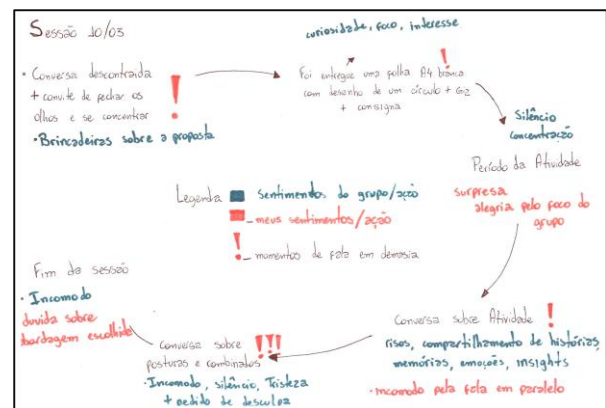 Sessão 10/03
• Conversa descontraída
+ convite de fechar os
olhos e se concentrar
• Brincadeiras sobre a proposta
!
curiosidade, foco, interesse
!
Foi entregue uma folha A4 branca
com desenho de um círculo + Giz
+ consigna
Silêncio
concentração
Período da Atividade
surpresa
alegria pelo foco do
grupo
Legenda sentimentos do grupo/ação
meus sentimentos/ação
! momentos de fala em demasia
Conversa sobre Atividade !
risos, compartilhamento de histórias,
memórias, emoções, insights
• incomodo pela fala em paralelo
conversa sobre !!!
posturas e combinados
• Incomodo, silêncio, Tristeza
+ pedido de desculpa
Fim da sessão
• Incomodo
duvida sobre
abordagem escolhida